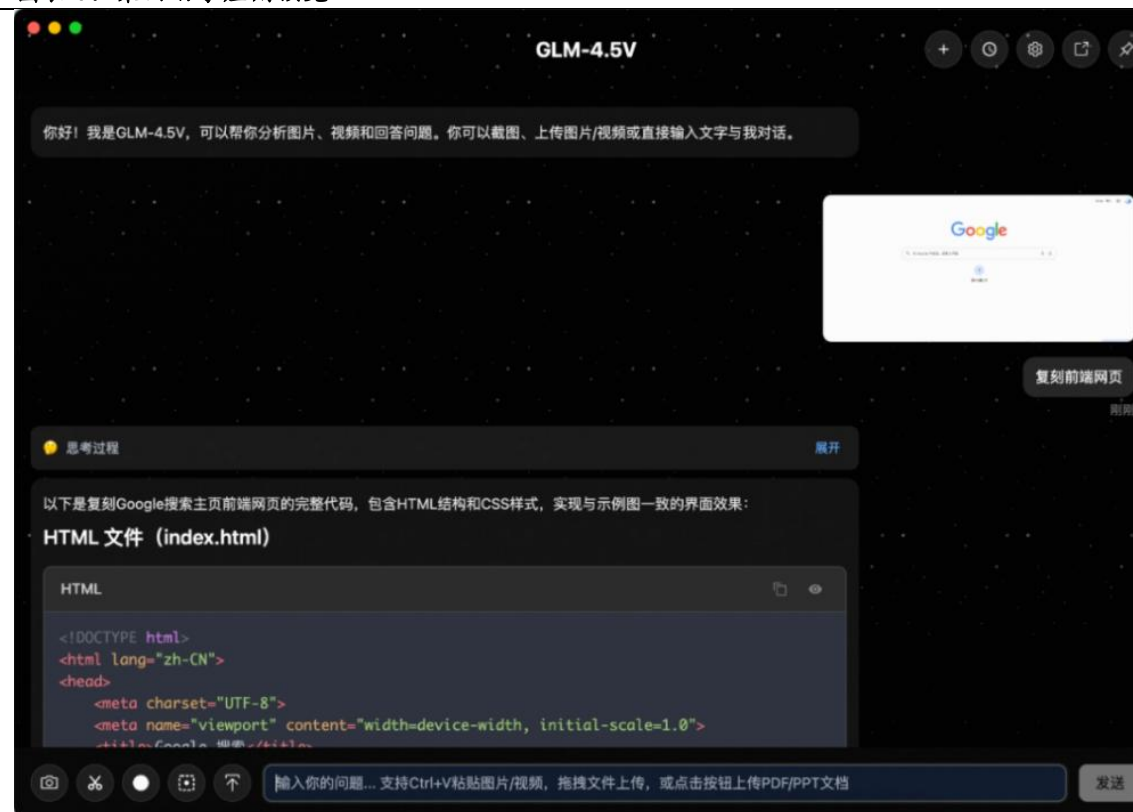 GLM-4.5V
你好！我是GLM-4.5V，可以帮你分析图片、视频和回答问题。你可以截图、上传图片/视频或直接输入文字与我对话。
Google
复刻前端网页
刚刚
思考过程
展开
以下是复刻Google搜索主页前端网页的完整代码，包含HTML结构和CSS样式，实现与示例图一致的界面效果：
HTML 文件（index.html）
HTML
<!DOCTYPE html>
<html lang="zh-CN">
<head>
<meta charset="UTF-8">
<meta name="viewport" content="width=device-width, initial-scale=1.0">
<title>Google 搜索</title>
输入你的问题... 支持Ctrl+V粘贴图片/视频，拖拽文件上传，或点击按钮上传PDF/PPT文档
发送